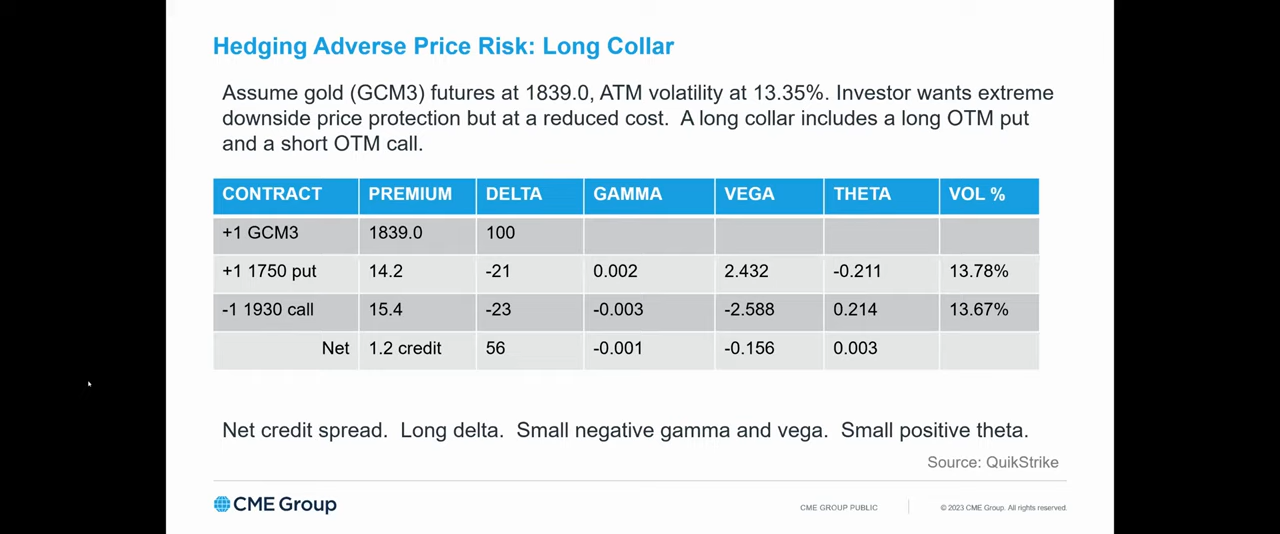 Hedging Adverse Price Risk: Long Collar
Assume gold (GCM3) futures at 1839.0, ATM volatility at 13.35%. Investor wants extreme
downside price protection but at a reduced cost. A long collar includes a long OTM put
and a short OTM call.
CONTRACT PREMIUM DELTA GAMMA VEGA THETA VOL %
+1 GCM3 1839.0 100
+1 1750 put 14.2 -21 0.002 2.432 -0.211 13.78%
-1 1930 call 15.4 -23 -0.003 -2.588 0.214 13.67%
Net 1.2 credit 56 -0.001 -0.156 0.003
Net credit spread. Long delta. Small negative gamma and vega. Small positive theta.
Source: QuikStrike
CME Group
CME GROUP PUBLIC
© 2023 CME Group. All rights reserved.